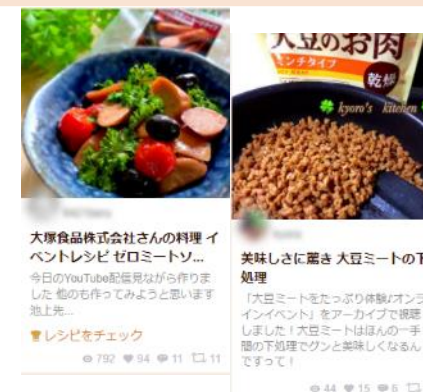 大塚食品株式会社さんの料理 イ
ベントレシピ ゼロミートソ...
今日のYouTube配信見ながら作りま
した 他のも作ってみようと思います
池上先...
レシピをチェック
792 94 11 11
大豆のお肉
ミンチタイプ
乾燥
kyoro's kitchen
美味しさに驚き 大豆ミートの下
処理
「大豆ミートをたっぷり体験♪オンラ
インイベント」をアーカイブで視聴
しました！大豆ミートはほんの一手
間の下処理でグンと美味しくなるん
ですって！
44 15 6